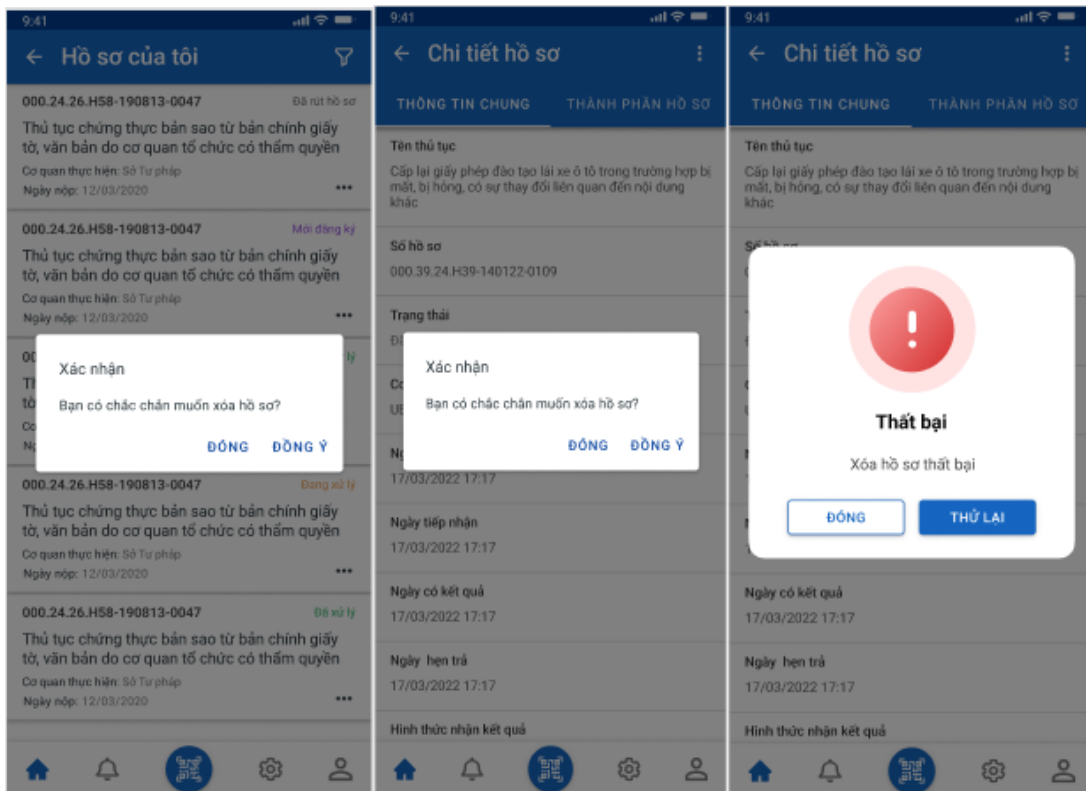 9:41
Hồ sơ của tôi
000.24.26.H58-190813-0047
Đã rút hồ sơ
Thủ tục chứng thực bản sao từ bản chính giấy
tờ, văn bản do cơ quan tổ chức có thẩm quyền
Cơ quan thực hiện: Sở Tư pháp
Ngày nộp: 12/03/2020
000.24.26.H58-190813-0047
Mới đăng ký
Thủ tục chứng thực bản sao từ bản chính giấy
tờ, văn bản do cơ quan tổ chức có thẩm quyền
Cơ quan thực hiện: Sở Tư pháp
Ngày nộp: 12/03/2020
Xác nhận
Bạn có chắc chắn muốn xóa hồ sơ?
ĐÓNG ĐỒNG Ý
000.24.26.H58-190813-0047
Đang xử lý
Thủ tục chứng thực bản sao từ bản chính giấy
tờ, văn bản do cơ quan tổ chức có thẩm quyền
Cơ quan thực hiện: Sở Tư pháp
Ngày nộp: 12/03/2020
000.24.26.H58-190813-0047
Đã xử lý
Thủ tục chứng thực bản sao từ bản chính giấy
tờ, văn bản do cơ quan tổ chức có thẩm quyền
Cơ quan thực hiện: Sở Tư pháp
Ngày nộp: 12/03/2020
9:41
Chi tiết hồ sơ
THÔNG TIN CHUNG THÀNH PHẦN HỒ SƠ
Tên thủ tục
Cấp lại giấy phép đào tạo lái xe ô tô trong trường hợp bị
mất, bị hỏng, có sự thay đổi liên quan đến nội dung
khác
Số hồ sơ
000.39.24.H39-140122-0109
Trạng thái
Xác nhận
Bạn có chắc chắn muốn xóa hồ sơ?
ĐÓNG ĐỒNG Ý
17/03/2022 17:17
Ngày tiếp nhận
17/03/2022 17:17
Ngày có kết quả
17/03/2022 17:17
Ngày hẹn trả
17/03/2022 17:17
Hình thức nhận kết quả
9:41
Chi tiết hồ sơ
THÔNG TIN CHUNG THÀNH PHẦN HỒ SƠ
Tên thủ tục
Cấp lại giấy phép đào tạo lái xe ô tô trong trường hợp bị
mất, bị hỏng, có sự thay đổi liên quan đến nội dung
khác
Thất bại
Xóa hồ sơ thất bại
ĐÓNG THỬ LẠI
Ngày có kết quả
17/03/2022 17:17
Ngày hẹn trả
17/03/2022 17:17
Hình thức nhận kết quả